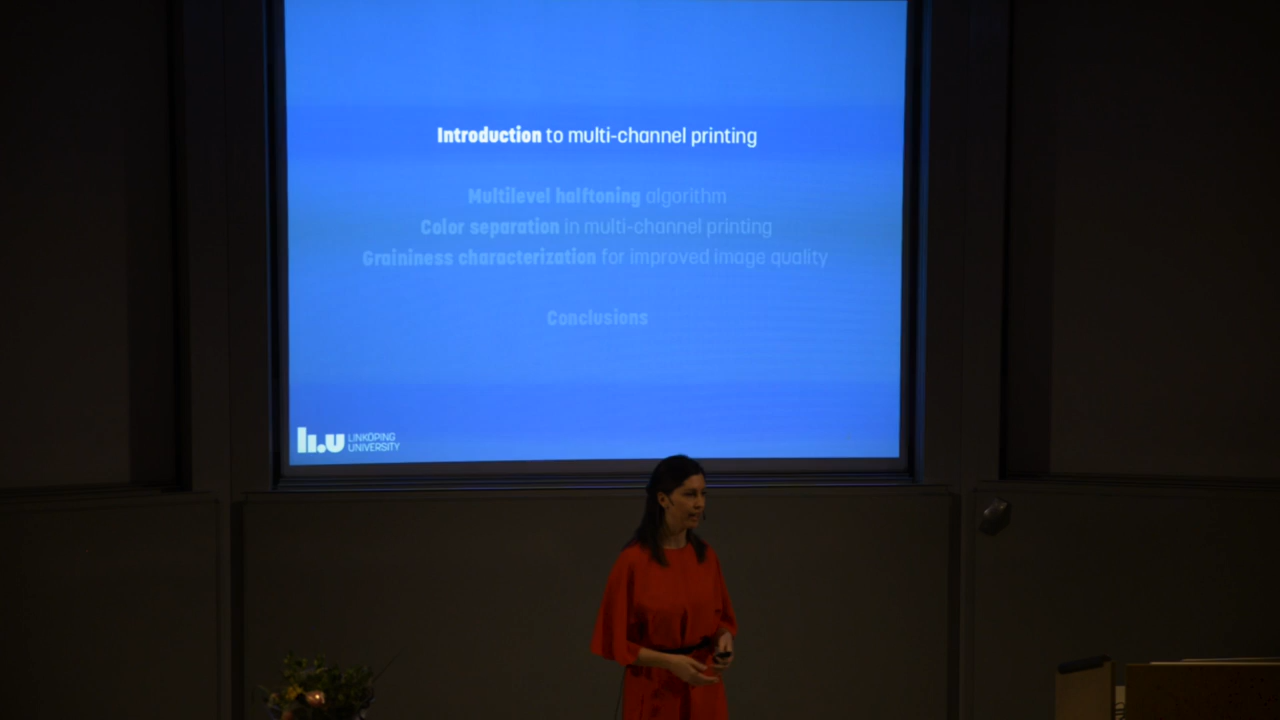 Introduction to multi-channel printing
Multilevel halftoning algorithm
Color separation in multi-channel printing
Graininess characterization for improved image quality
Conclusions
li.u LINKÖPING
UNIVERSITY